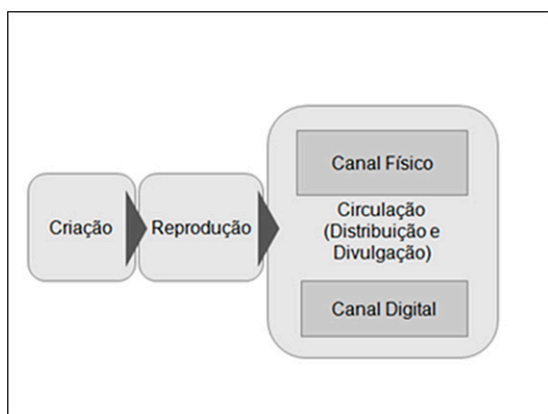 Criação
Reprodução
Canal Físico
Circulação
(Distribuição e
Divulgação)
Canal Digital